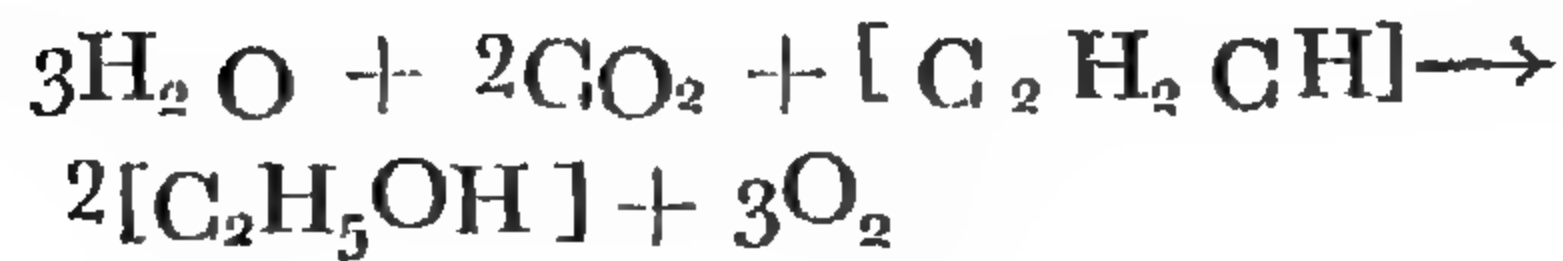 3H₂O + 2CO₂ + [C₂H₂CH]→
2[C₂H₅OH] + 3O₂